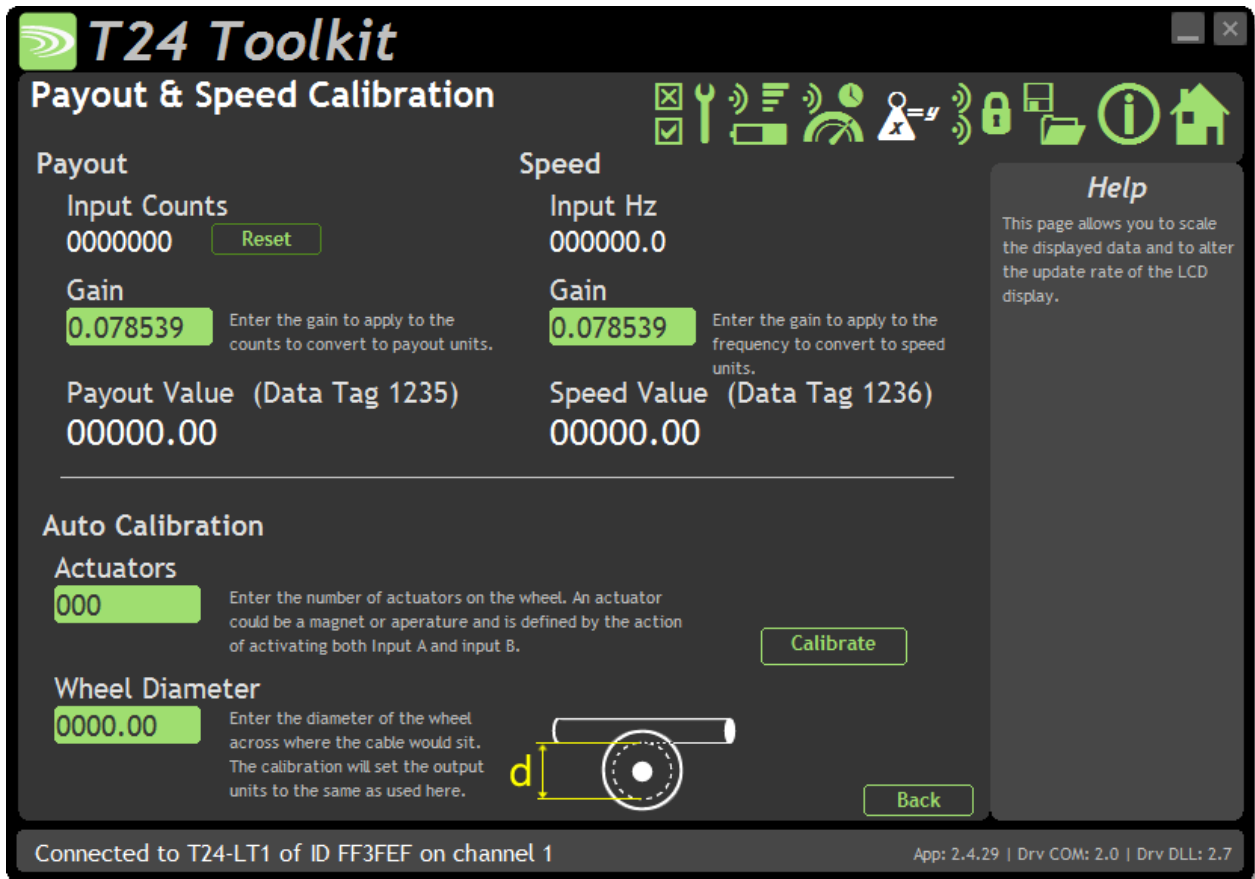 T24 Toolkit
Payout & Speed Calibration
x=y
Payout
Input Counts
0000000
Reset
Gain
0.078539
Enter the gain to apply to the
counts to convert to payout units.
Payout Value (Data Tag 1235)
00000.00
Speed
Input Hz
000000.0
Gain
0.078539
Enter the gain to apply to the
frequency to convert to speed
units.
Speed Value (Data Tag 1236)
00000.00
Auto Calibration
Actuators
000
Enter the number of actuators on the wheel. An actuator
could be a magnet or aperature and is defined by the action
of activating both Input A and input B.
Calibrate
Wheel Diameter
0000.00
Enter the diameter of the wheel
across where the cable would sit.
The calibration will set the output
units to the same as used here.
d
Back
Help
This page allows you to scale
the displayed data and to alter
the update rate of the LCD
display.
Connected to T24-LT1 of ID FF3FEF on channel 1
App: 2.4.29 | Drv COM: 2.0 | Drv DLL: 2.7